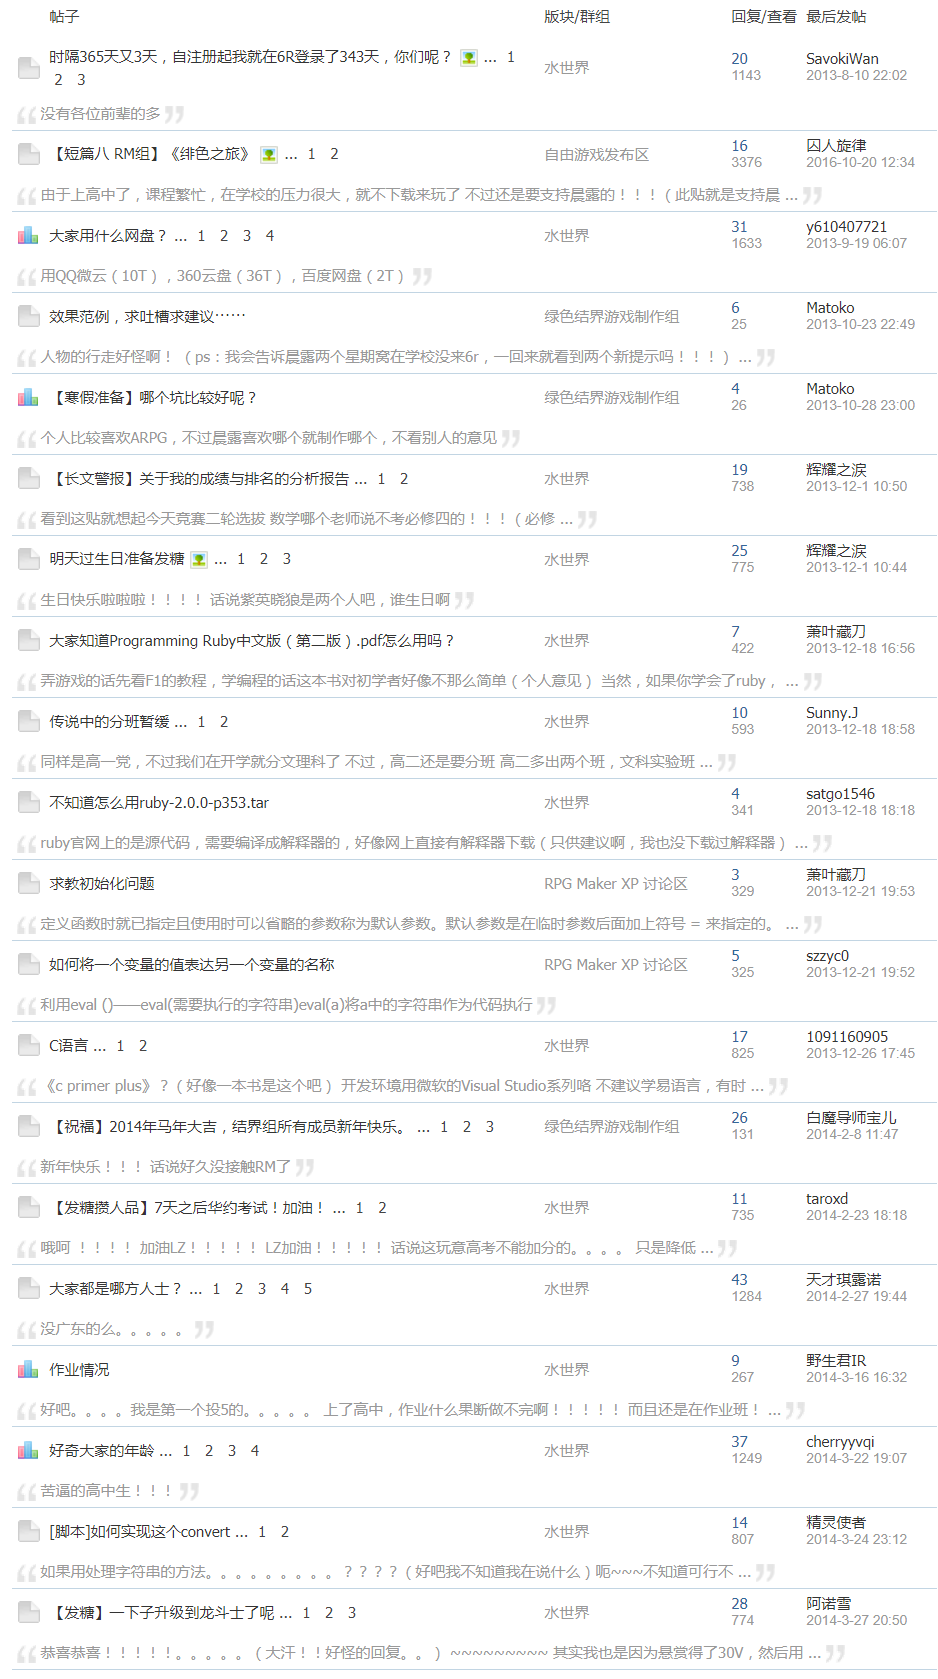 帖子 版块/群组 回复/查看 最后发帖
时隔365天又3天，自注册起我就在6R登录了343天，你们呢？ ... 1 2 3 水世界 20 1143 SavokiWan 2013-8-10 22:02
没有各位前辈的多
【短篇八 RM组】《绯色之旅》 ... 1 2 自由游戏发布区 16 3376 囚人旋律 2016-10-20 12:34
由于上高中了，课程繁忙，在学校的压力很大，就不下载来玩了 不过还是要支持晨露的！！！（此贴就是支持晨 ...
大家用什么网盘？ ... 1 2 3 4 水世界 31 1633 y610407721 2013-9-19 06:07
用QQ微云（10T），360云盘（36T），百度网盘（2T）
效果范例，求吐槽求建议…… 绿色结界游戏制作组 6 25 Matoko 2013-10-23 22:49
人物的行走好怪啊！（ps：我会告诉晨露两个星期窝在学校没来6r，一回来就看到两个新提示吗！！！） ...
【寒假准备】哪个坑比较好呢？ 绿色结界游戏制作组 4 26 Matoko 2013-10-28 23:00
个人比较喜欢ARPG，不过晨露喜欢哪个就制作哪个，不看别人的意见
【长文警报】关于我的成绩与排名的分析报告 ... 1 2 水世界 19 738 辉耀之涙 2013-12-1 10:50
看到这贴就想起今天竞赛二轮选拔 数学哪个老师说不考必修四的！！！（必修 ...
明天过生日准备发糖 ... 1 2 3 水世界 25 775 辉耀之涙 2013-12-1 10:44
生日快乐啦啦啦！！！！ 话说紫英晓狼是两个人吧，谁生日啊
大家知道Programming Ruby中文版（第二版）.pdf怎么用吗？ 水世界 7 422 萧叶藏刀 2013-12-18 16:56
弄游戏的话先看F1的教程，学编程的话这本书对初学者好像不那么简单（个人意见） 当然，如果你学会了ruby， ...
传说中的分班暂缓 ... 1 2 水世界 10 593 Sunny.J 2013-12-18 18:58
同样是高一党，不过我们在开学就分文理科了 不过，高二还是要分班 高二多出两个班，文科实验班 ...
不知道怎么用ruby-2.0.0-p353.tar 水世界 4 341 satgo1546 2013-12-18 18:18
ruby官网上的是源代码，需要编译成解释器的，好像网上直接有解释器下载（只供建议啊，我也没下载过解释器） ...
求教初始化问题 RPG Maker XP 讨论区 3 329 萧叶藏刀 2013-12-21 19:53
定义函数时就已指定且使用时可以省略的参数称为默认参数。默认参数是在临时参数后面加上符号 = 来指定的。 ...
如何将一个变量的值表达另一个变量的名称 RPG Maker XP 讨论区 5 325 szzyc0 2013-12-21 19:52
利用eval ()——eval(需要执行的字符串)eval(a)将a中的字符串作为代码执行
C语言 ... 1 2 水世界 17 825 1091160905 2013-12-26 17:45
《c primer plus》？（好像一本书是这个吧） 开发环境用微软的Visual Studio系列咯 不建议学易语言，有时 ...
【祝福】2014年马年大吉，结界组所有成员新年快乐。 ... 1 2 3 绿色结界游戏制作组 26 131 白魔导师宝儿 2014-2-8 11:47
新年快乐！！！ 话说好久没接触RM了
【发糖攒人品】7天之后华约考试！加油！ ... 1 2 水世界 11 735 taroxd 2014-2-23 18:18
哦呵 ！！！！ 加油LZ！！！！！ LZ加油！！！！！ 话说这玩意高考不能加分的。。。。 只是降低 ...
大家都是哪方人士？ ... 1 2 3 4 5 水世界 43 1284 天才琪露诺 2014-2-27 19:44
没广东的么。。。。。
作业情况 水世界 9 267 野生君IR 2014-3-16 16:32
好吧。。。。我是第一个投5的。。。。。 上了高中，作业什么果断做不完啊！！！！！ 而且还是在作业班！ ...
好奇大家的年龄 ... 1 2 3 4 水世界 37 1249 cherryyvqi 2014-3-22 19:07
苦逼的高中生！！！
[脚本]如何实现这个convert ... 1 2 水世界 14 807 精灵使者 2014-3-24 23:12
如果用处理字符串的方法。。。。。。。。。？？？？（好吧我不知道我在说什么）呃~~~不知道可行不 ...
【发糖】一下子升级到龙斗士了呢 ... 1 2 3 水世界 28 774 阿诺雪 2014-3-27 20:50
恭喜恭喜！！！！！。。。。。（大汗！！好怪的回复。。） ~~~~~~~~~ 其实我也是因为悬赏得了30V，然后用 ...